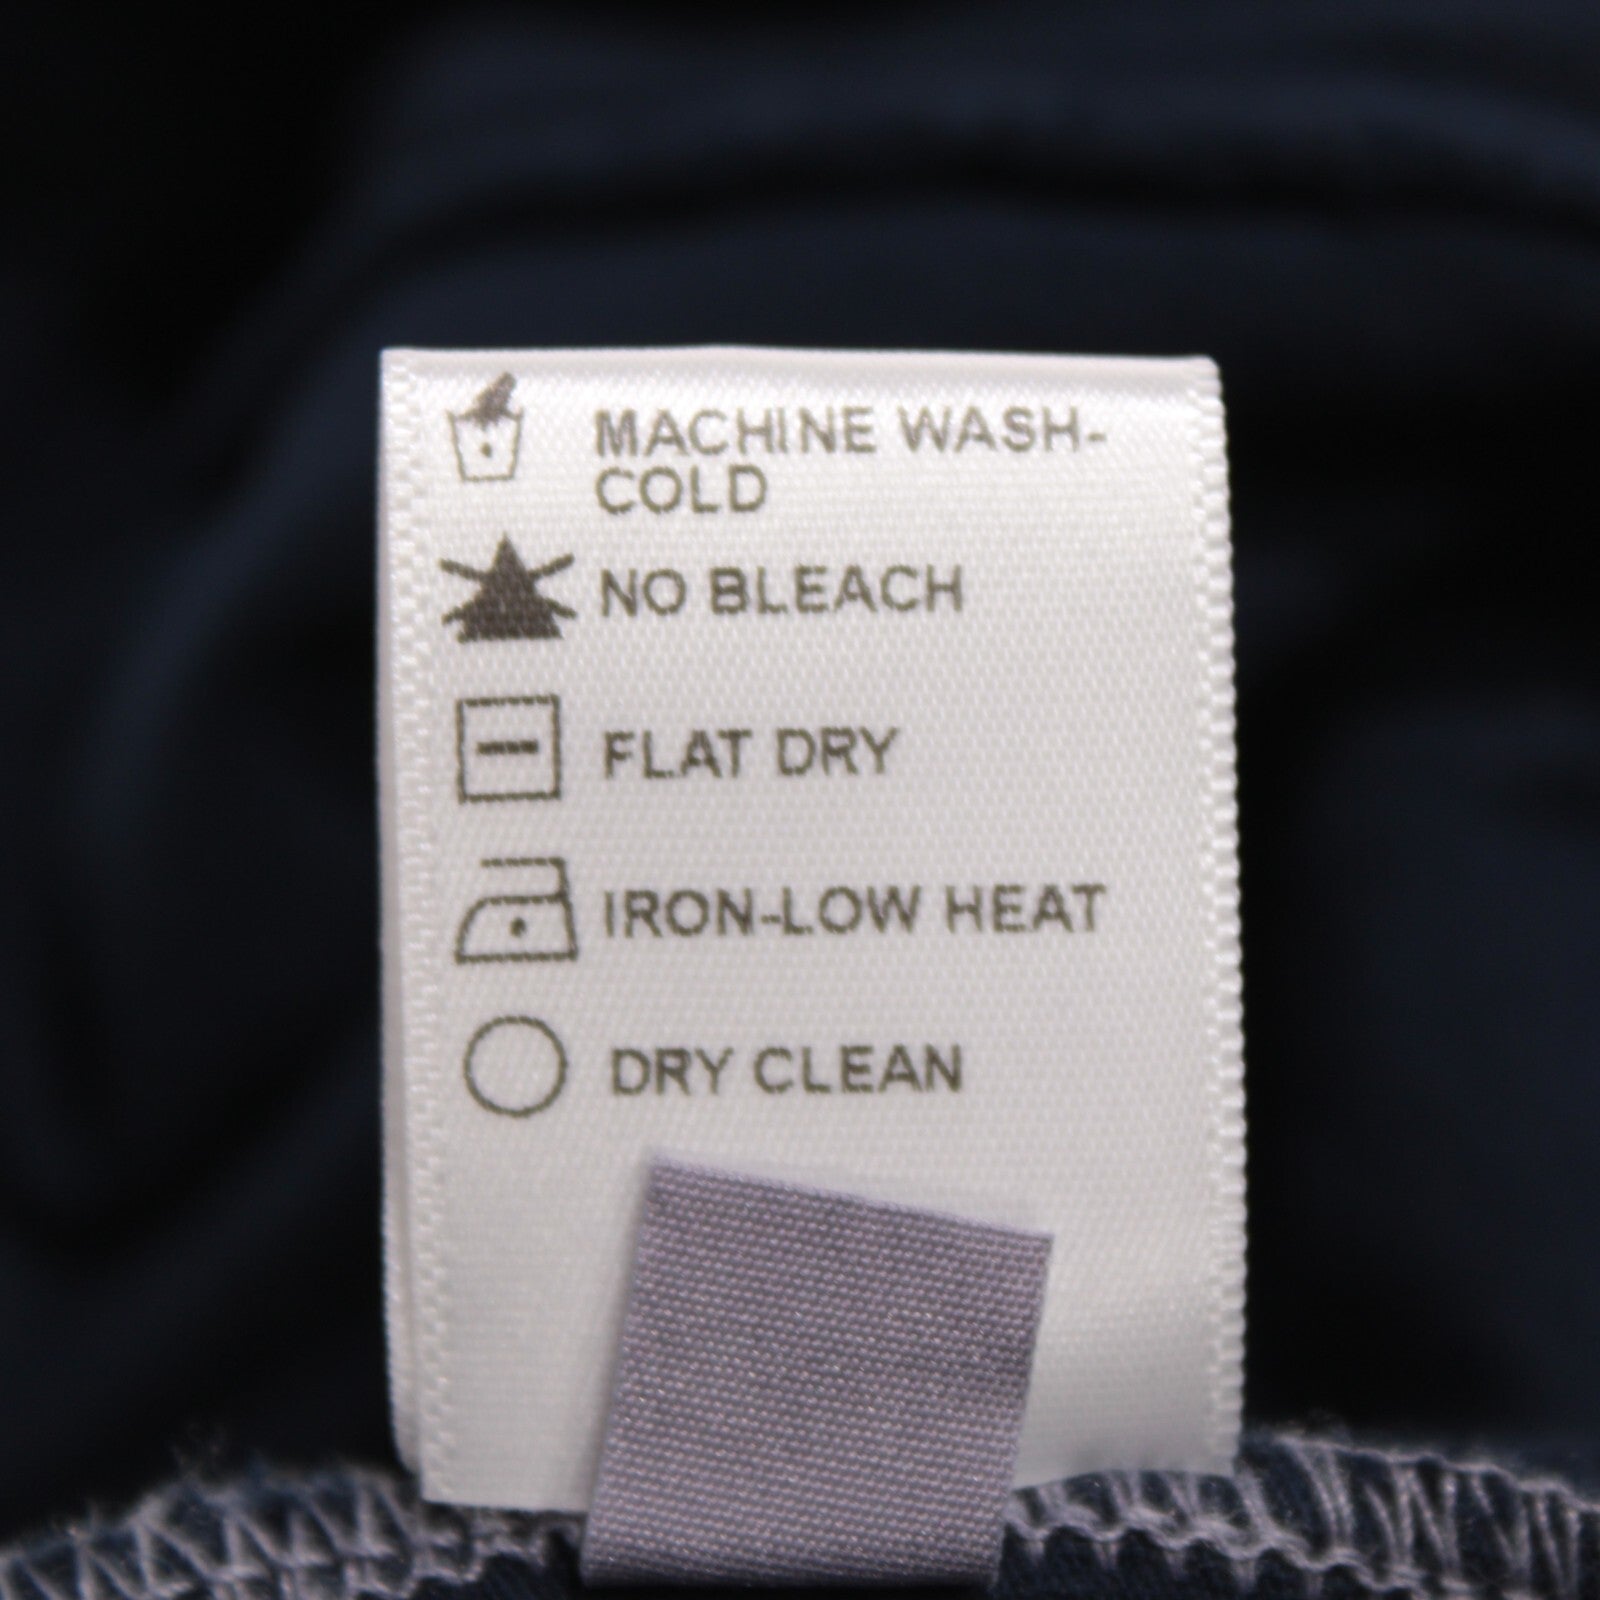 MACHINE WASH-
COLD
NO BLEACH
FLAT DRY
IRON-LOW HEAT
DRY CLEAN